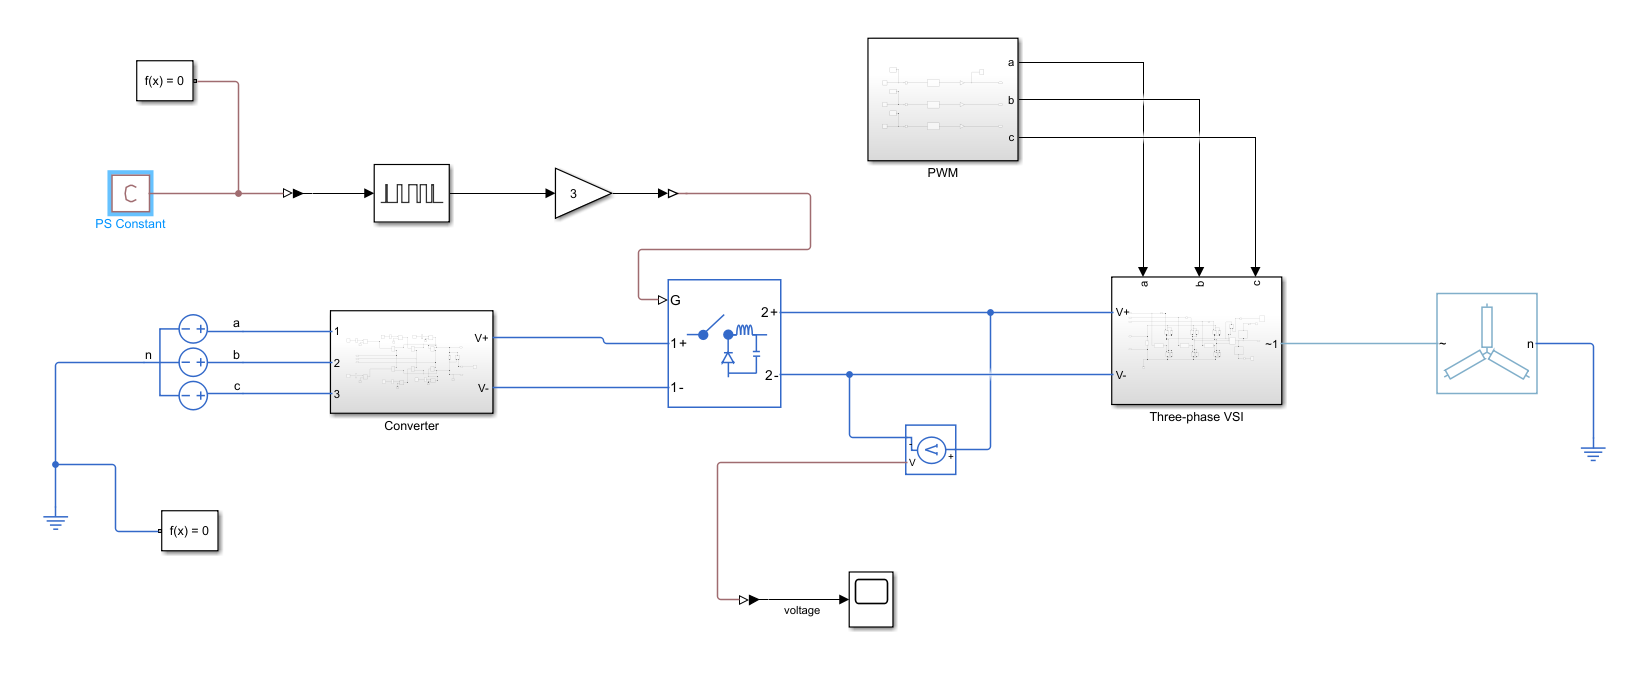 f(x) = 0
a
b
c
PWM
C
PS Constant
3
a
b
c
G
1+
1-
2+
2-
V+
V-
~1
Three-phase VSI
~
n
n
a
b
c
1
2
3
V+
V-
Converter
-
V
+
V
f(x) = 0
voltage